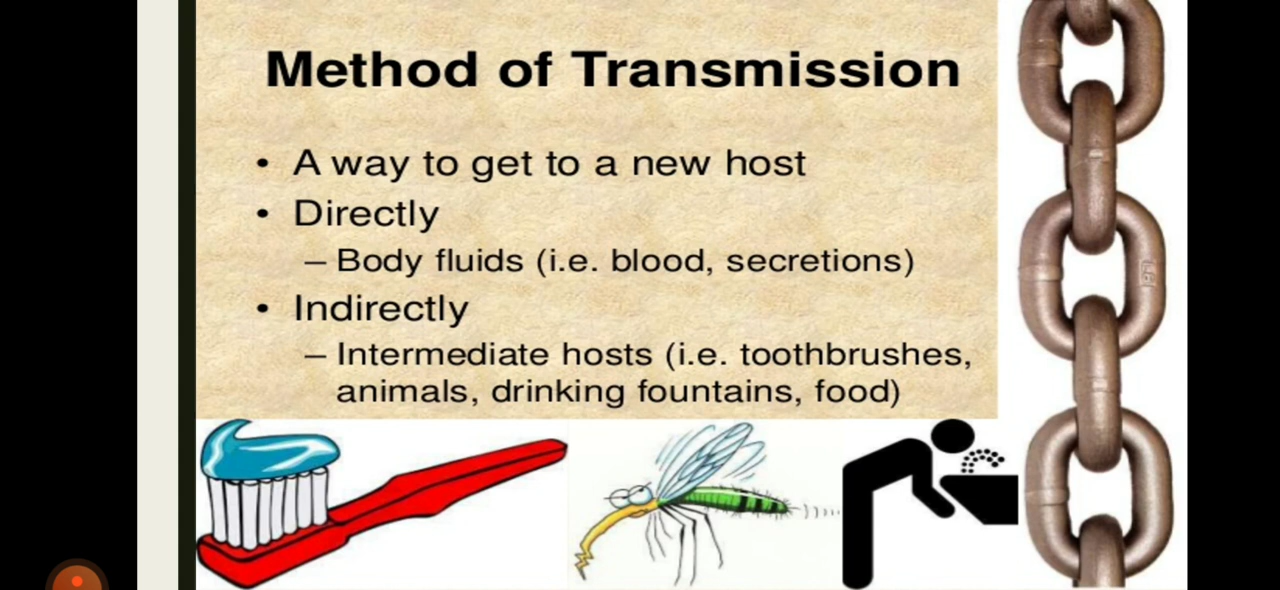 Method of Transmission
• A way to get to a new host
• Directly
– Body fluids (i.e. blood, secretions)
• Indirectly
– Intermediate hosts (i.e. toothbrushes,
animals, drinking fountains, food)